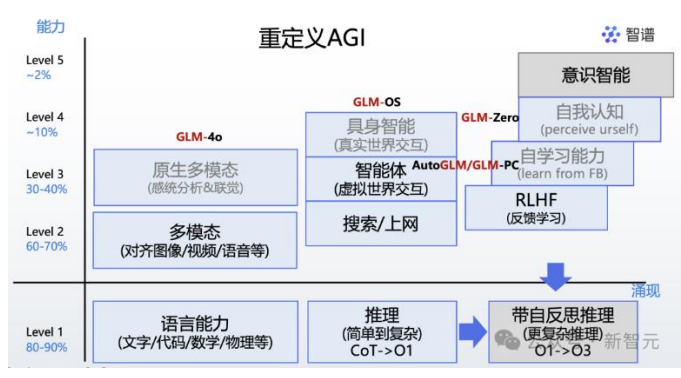 能力
重定义AGI
智谱
Level 5
~2%
意识智能
Level 4
~10%
GLM-4o
GLM-OS
具身智能
(真实世界交互)
GLM-Zero
自我认知
(perceive urself)
Level 3
30-40%
原生多模态
(感统分析&联觉)
智能体
(虚拟世界交互)
AutoGLM/GLM-PC
自学习能力
(learn from FB)
Level 2
60-70%
多模态
(对齐图像/视频/语音等)
搜索/上网
RLHF
(反馈学习)
涌现
Level 1
80-90%
语言能力
(文字/代码/数学/物理等)
推理
(简单到复杂)
CoT->O1
带自反思推理
(更复杂推理)
O1->O3
公众号·新智元